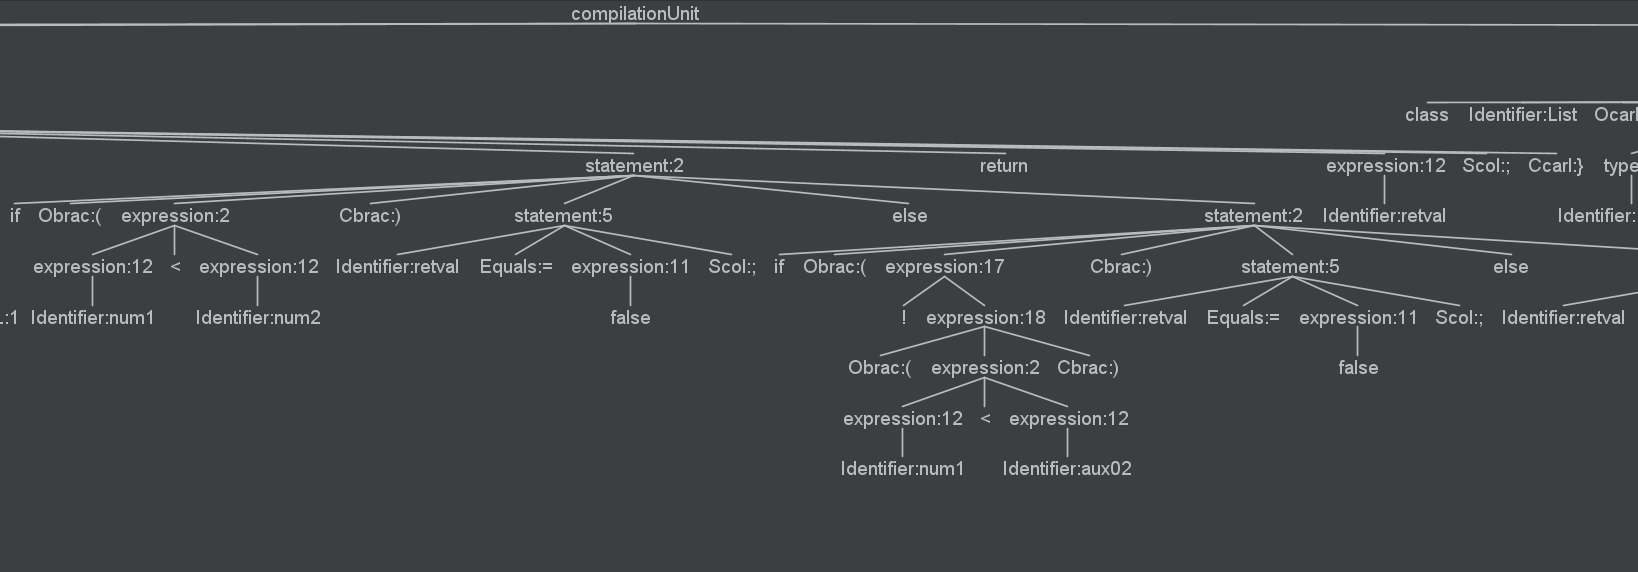 compilationUnit
class Identifier:List Ocarl
statement:2 return expression:12 Scol:; Ccarl:} type
if Obrac:( expression:2 Cbrac:) statement:5 else statement:2 Identifier:retval Identifier:
expression:12 < expression:12 Identifier:retval Equals:= expression:11 Scol:; if Obrac:( expression:17 Cbrac:) statement:5 else
:1 Identifier:num1 Identifier:num2 false ! expression:18 Identifier:retval Equals:= expression:11 Scol:; Identifier:retval
Obrac:( expression:2 Cbrac:) false
expression:12 < expression:12
Identifier:num1 Identifier:aux02